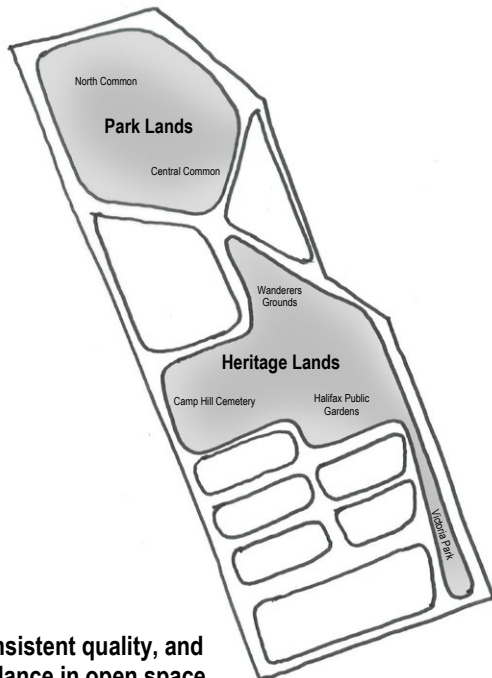 North Common
Park Lands
Central Common
Wanderers
Grounds
Heritage Lands
Camp Hill Cemetery
Halifax Public
Gardens
Victoria Park
nsistent quality, and
lance in open space